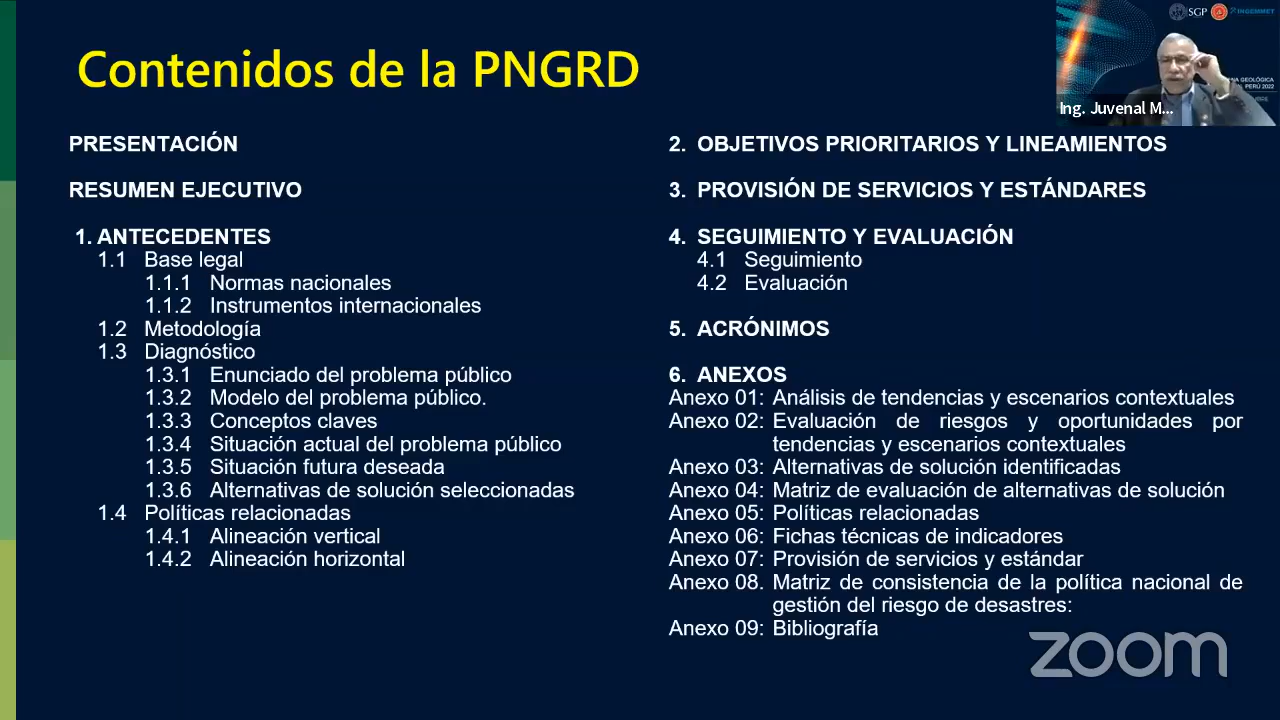 Contenidos de la PNGRD
PRESENTACIÓN
RESUMEN EJECUTIVO
1. ANTECEDENTES
1.1 Base legal
1.1.1 Normas nacionales
1.1.2 Instrumentos internacionales
1.2 Metodología
1.3 Diagnóstico
1.3.1 Enunciado del problema público
1.3.2 Modelo del problema público.
1.3.3 Conceptos claves
1.3.4 Situación actual del problema público
1.3.5 Situación futura deseada
1.3.6 Alternativas de solución seleccionadas
1.4 Políticas relacionadas
1.4.1 Alineación vertical
1.4.2 Alineación horizontal
2. OBJETIVOS PRIORITARIOS Y LINEAMIENTOS
3. PROVISIÓN DE SERVICIOS Y ESTÁNDARES
4. SEGUIMIENTO Y EVALUACIÓN
4.1 Seguimiento
4.2 Evaluación
5. ACRÓNIMOS
6. ANEXOS
Anexo 01: Análisis de tendencias y escenarios contextuales
Anexo 02: Evaluación de riesgos y oportunidades por
tendencias y escenarios contextuales
Anexo 03: Alternativas de solución identificadas
Anexo 04: Matriz de evaluación de alternativas de solución
Anexo 05: Políticas relacionadas
Anexo 06: Fichas técnicas de indicadores
Anexo 07: Provisión de servicios y estándar
Anexo 08. Matriz de consistencia de la política nacional de
gestión del riesgo de desastres:
Anexo 09: Bibliografía
SGP INGEMMET
GEOLÓGICA
PERÚ 2022
Ing. Juvenal M...
zoom